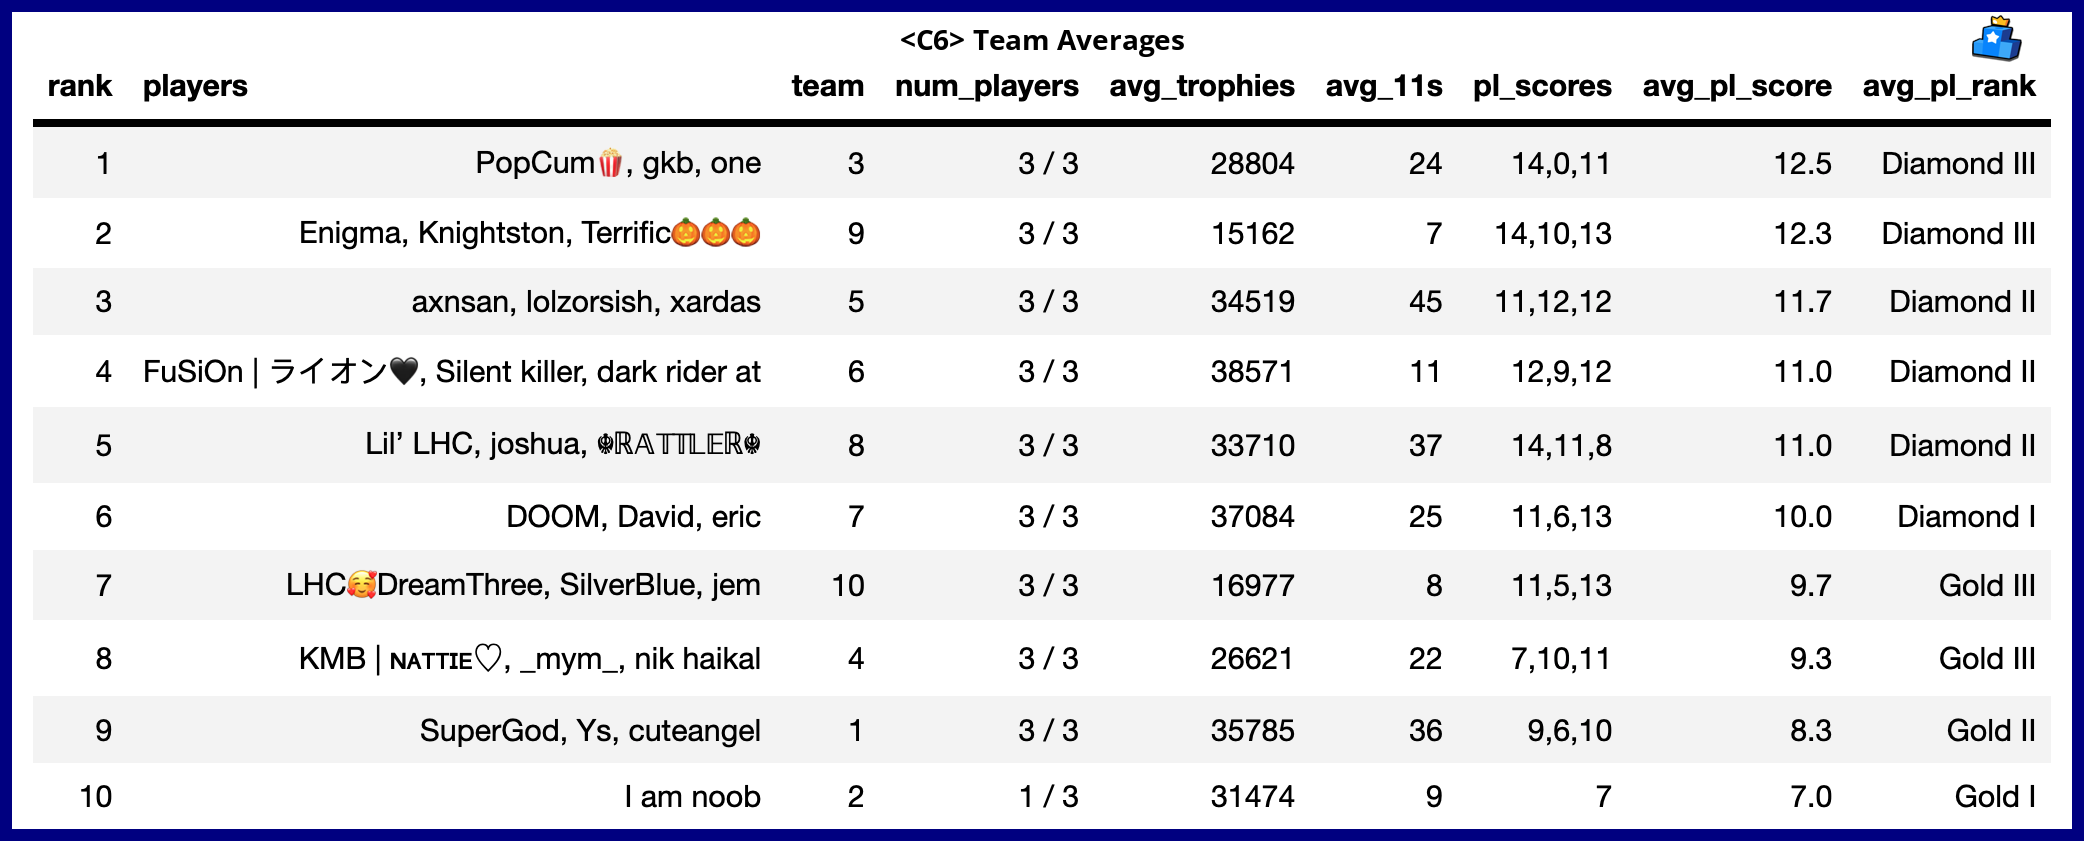 <C6> Team Averages
rank players team num_players avg_trophies avg_11s pl_scores avg_pl_score avg_pl_rank
1 PopCum🍿, gkb, one 3 3 / 3 28804 24 14,0,11 12.5 Diamond III
2 Enigma, Knightston, Terrific🎃🎃🎃 9 3 / 3 15162 7 14,10,13 12.3 Diamond III
3 axnsan, lolzorsish, xardas 5 3 / 3 34519 45 11,12,12 11.7 Diamond II
4 FuSiOn | ライオン🖤, Silent killer, dark rider at 6 3 / 3 38571 11 12,9,12 11.0 Diamond II
5 Lil’ LHC, joshua, ☬ℝ𝔸𝕋𝕋𝕃𝔼ℝ☬ 8 3 / 3 33710 37 14,11,8 11.0 Diamond II
6 DOOM, David, eric 7 3 / 3 37084 25 11,6,13 10.0 Diamond I
7 LHC🥰DreamThree, SilverBlue, jem 10 3 / 3 16977 8 11,5,13 9.7 Gold III
8 KMB | ɴᴀᴛᴛɪᴇ♡, _mym_, nik haikal 4 3 / 3 26621 22 7,10,11 9.3 Gold III
9 SuperGod, Ys, cuteangel 1 3 / 3 35785 36 9,6,10 8.3 Gold II
10 I am noob 2 1 / 3 31474 9 7 7.0 Gold I